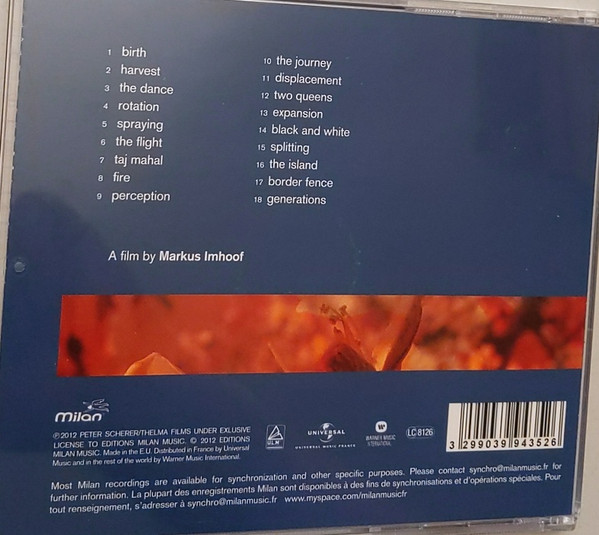 1 birth
2 harvest
3 the dance
4 rotation
5 spraying
6 the flight
7 taj mahal
8 fire
9 perception
10 the journey
11 displacement
12 two queens
13 expansion
14 black and white
15 splitting
16 the island
17 border fence
18 generations
A film by Markus Imhoof
milan
℗2012 PETER SCHERER/THELMA FILMS UNDER EXLUSIVE
LICENSE TO EDITIONS MILAN MUSIC. © 2012 EDITIONS
MILAN MUSIC. Made in the E.U. Distributed in France by Universal
Music and in the rest of the world by Warner Music International.
UNIVERSAL
UNIVERSAL MUSIC FRANCE
WARNER MUSIC
INTERNATIONAL
LC 8126
3 299039 943526
Most Milan recordings are available for synchronization and other specific purposes. Please contact synchro@milanmusic.fr for
further information. La plupart des enregistrements Milan sont disponibles à des fins de synchronisations et d'opérations spéciales. Pour
tout renseignement, s'adresser à synchro@milanmusic.fr www.myspace.com/milanmusicfr